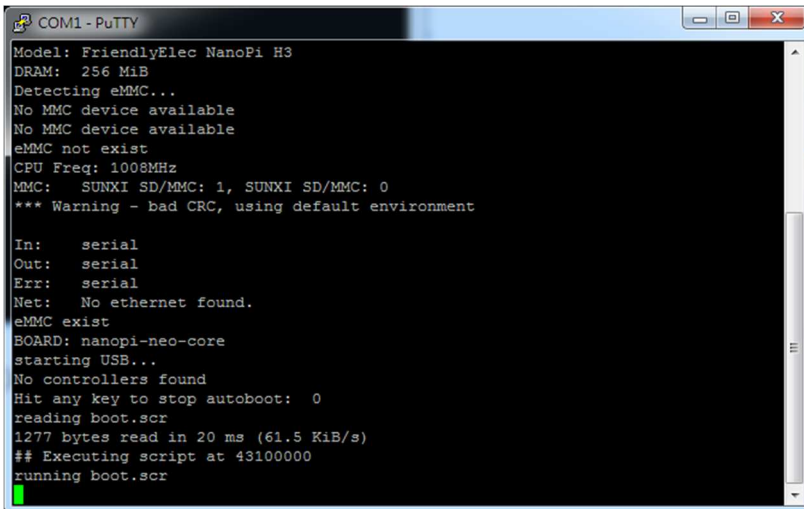 COM1 - PuTTY
Model: FriendlyElec NanoPi H3
DRAM:  256 MiB
Detecting eMMC...
No MMC device available
No MMC device available
eMMC not exist
CPU Freq: 1008MHz
MMC:   SUNXI SD/MMC: 1, SUNXI SD/MMC: 0
*** Warning - bad CRC, using default environment

In:    serial
Out:   serial
Err:   serial
Net:   No ethernet found.
eMMC exist
BOARD: nanopi-neo-core
starting USB...
No controllers found
Hit any key to stop autoboot:  0
reading boot.scr
1277 bytes read in 20 ms (61.5 KiB/s)
## Executing script at 43100000
running boot.scr